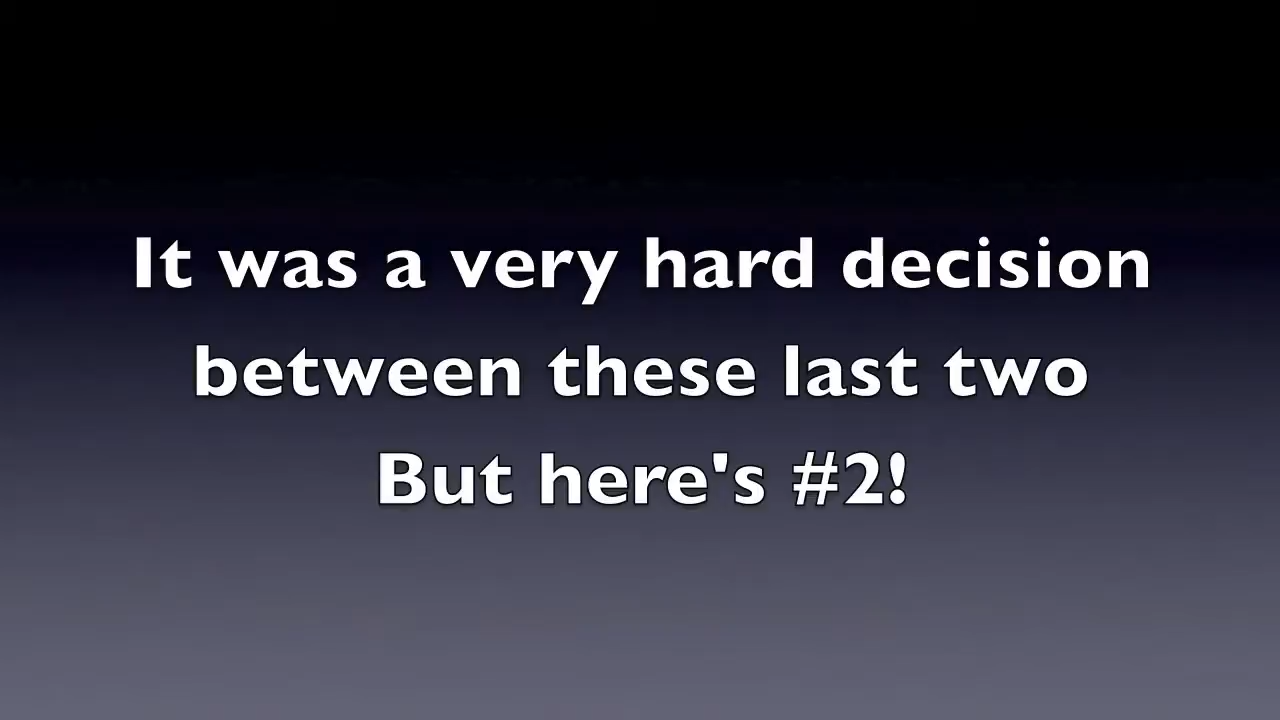 It was a very hard decision
between these last two
But here's #2!